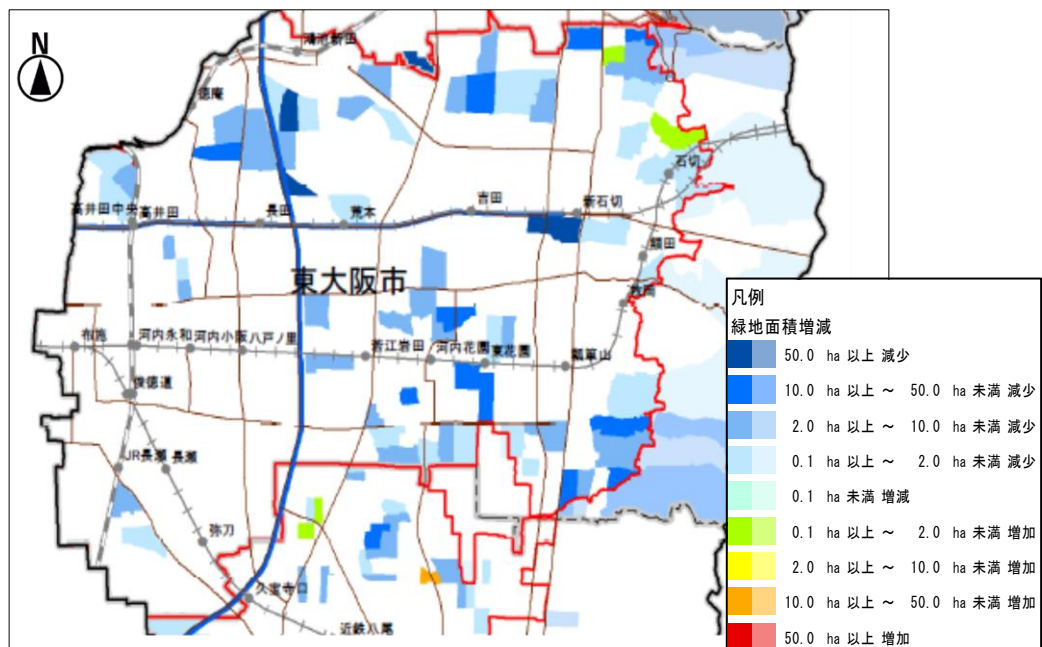 N
鴻池新田
徳庵
石切
高井田中央
高井田
長田
荒本
吉田
新石切
額田
東大阪市
枚岡
布施
河内永和
河内小阪
八戸ノ里
若江岩田
河内花園
東花園
瓢箪山
俊徳道
JR長瀬
長瀬
弥刀
久宝寺口
近鉄八尾
凡例
緑地面積増減
50.0 ha 以上 減少
10.0 ha 以上 ～ 50.0 ha 未満 減少
2.0 ha 以上 ～ 10.0 ha 未満 減少
0.1 ha 以上 ～ 2.0 ha 未満 減少
0.1 ha 未満 増減
0.1 ha 以上 ～ 2.0 ha 未満 増加
2.0 ha 以上 ～ 10.0 ha 未満 増加
10.0 ha 以上 ～ 50.0 ha 未満 増加
50.0 ha 以上 増加